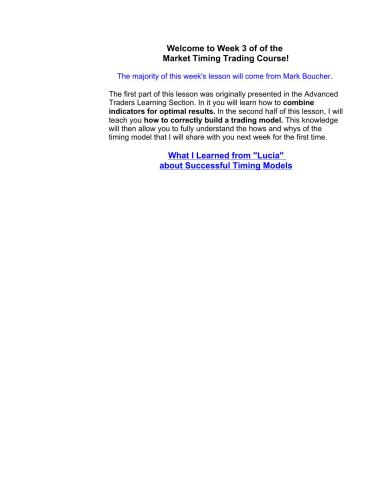 Welcome to Week 3 of of the
Market Timing Trading Course!
The majority of this week's lesson will come from Mark Boucher.
The first part of this lesson was originally presented in the Advanced
Traders Learning Section. In it you will learn how to combine
indicators for optimal results. In the second half of this lesson, I will
teach you how to correctly build a trading model. This knowledge
will then allow you to fully understand the hows and whys of the
timing model that I will share with you next week for the first time.
What I Learned from "Lucia"
about Successful Timing Models